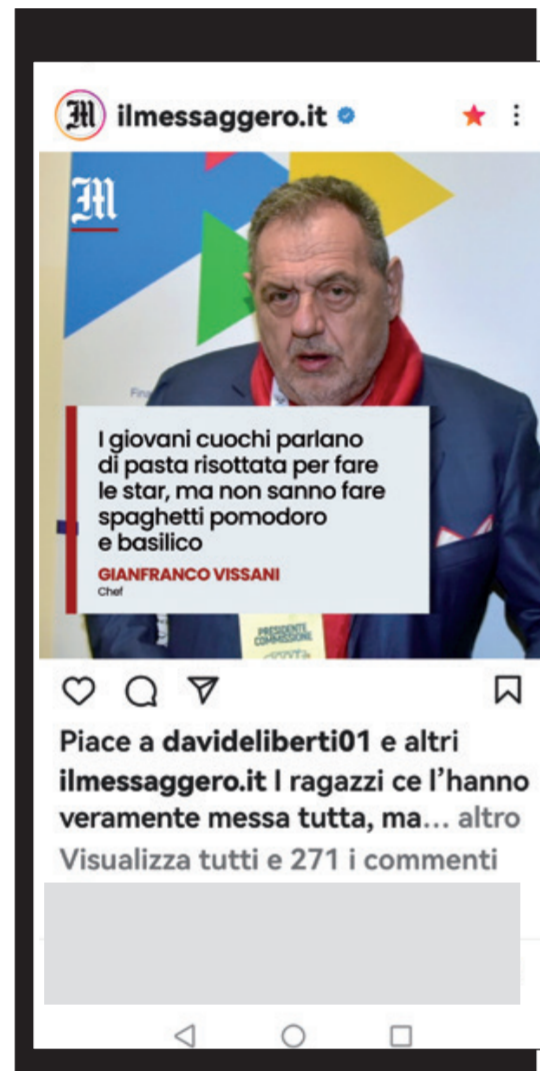 M ilmessaggero.it
M
Fina
I giovani cuochi parlano
di pasta risottata per fare
le star, ma non sanno fare
spaghetti pomodoro
e basilico
GIANFRANCO VISSANI
Chef
PRESIDENTE
COMMISSIONE
Piace a davideliberti01 e altri
ilmessaggero.it I ragazzi ce l’hanno
veramente messa tutta, ma... altro
Visualizza tutti e 271 i commenti